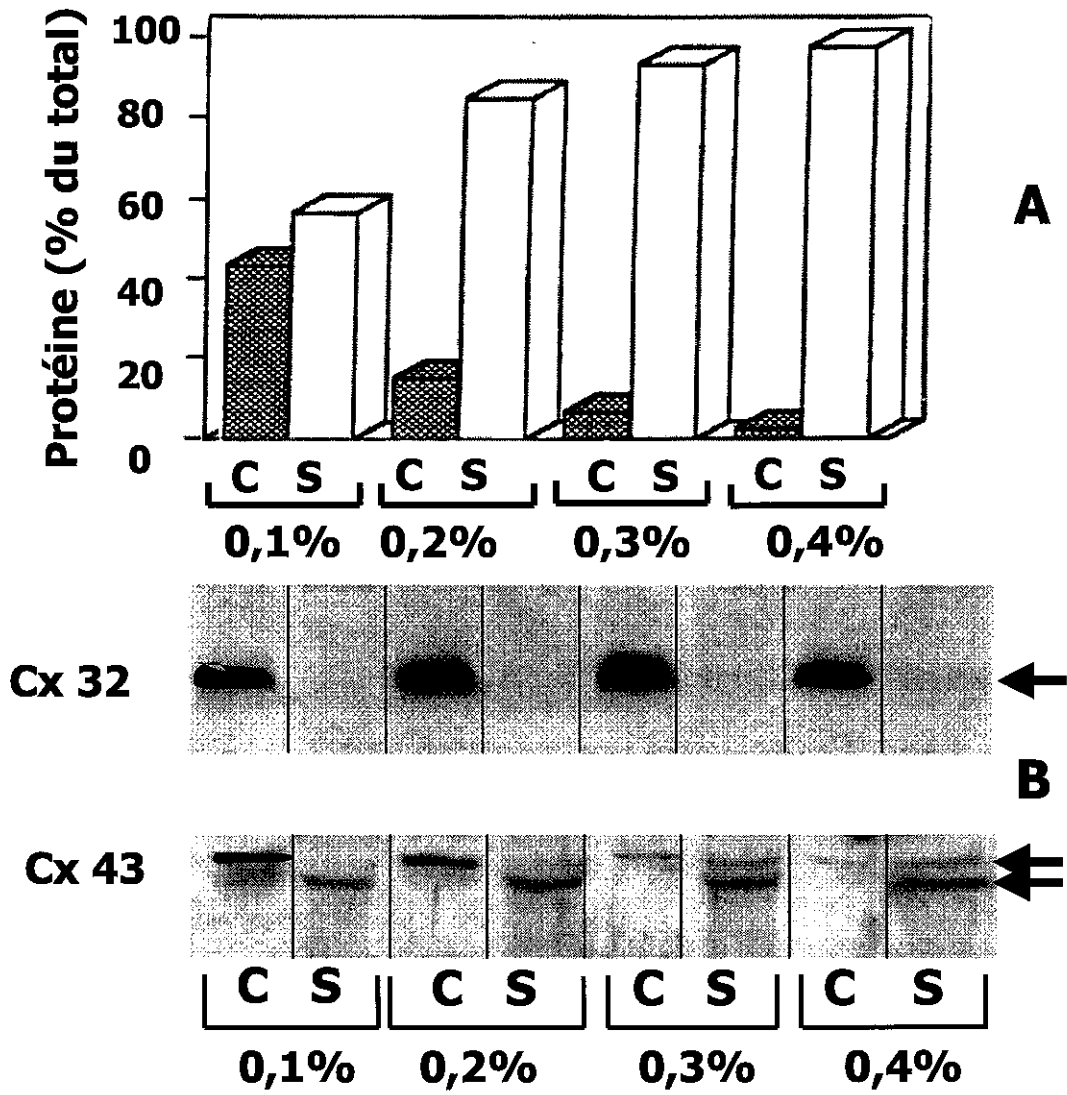 Protéine (% du total)
100
80
60
40
20
0
A
C S C S C S C S
0,1% 0,2% 0,3% 0,4%
Cx 32
B
Cx 43
C S C S C S C S
0,1% 0,2% 0,3% 0,4%